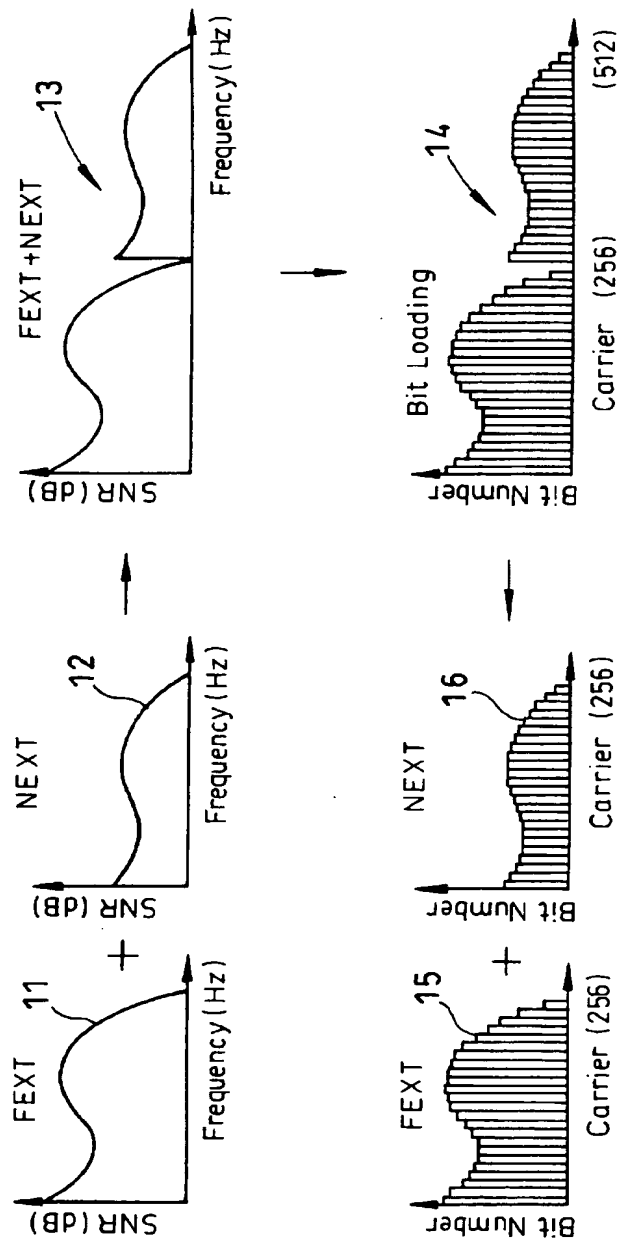 FEXT
SNR (dB)
11
Frequency (Hz)
+
NEXT
SNR (dB)
12
Frequency (Hz)
FEXT+NEXT
SNR (dB)
13
Frequency (Hz)
FEXT
Bit Number
15
Carrier (256)
+
NEXT
Bit Number
16
Carrier (256)
Bit Loading
Bit Number
14
Carrier (256)
(512)